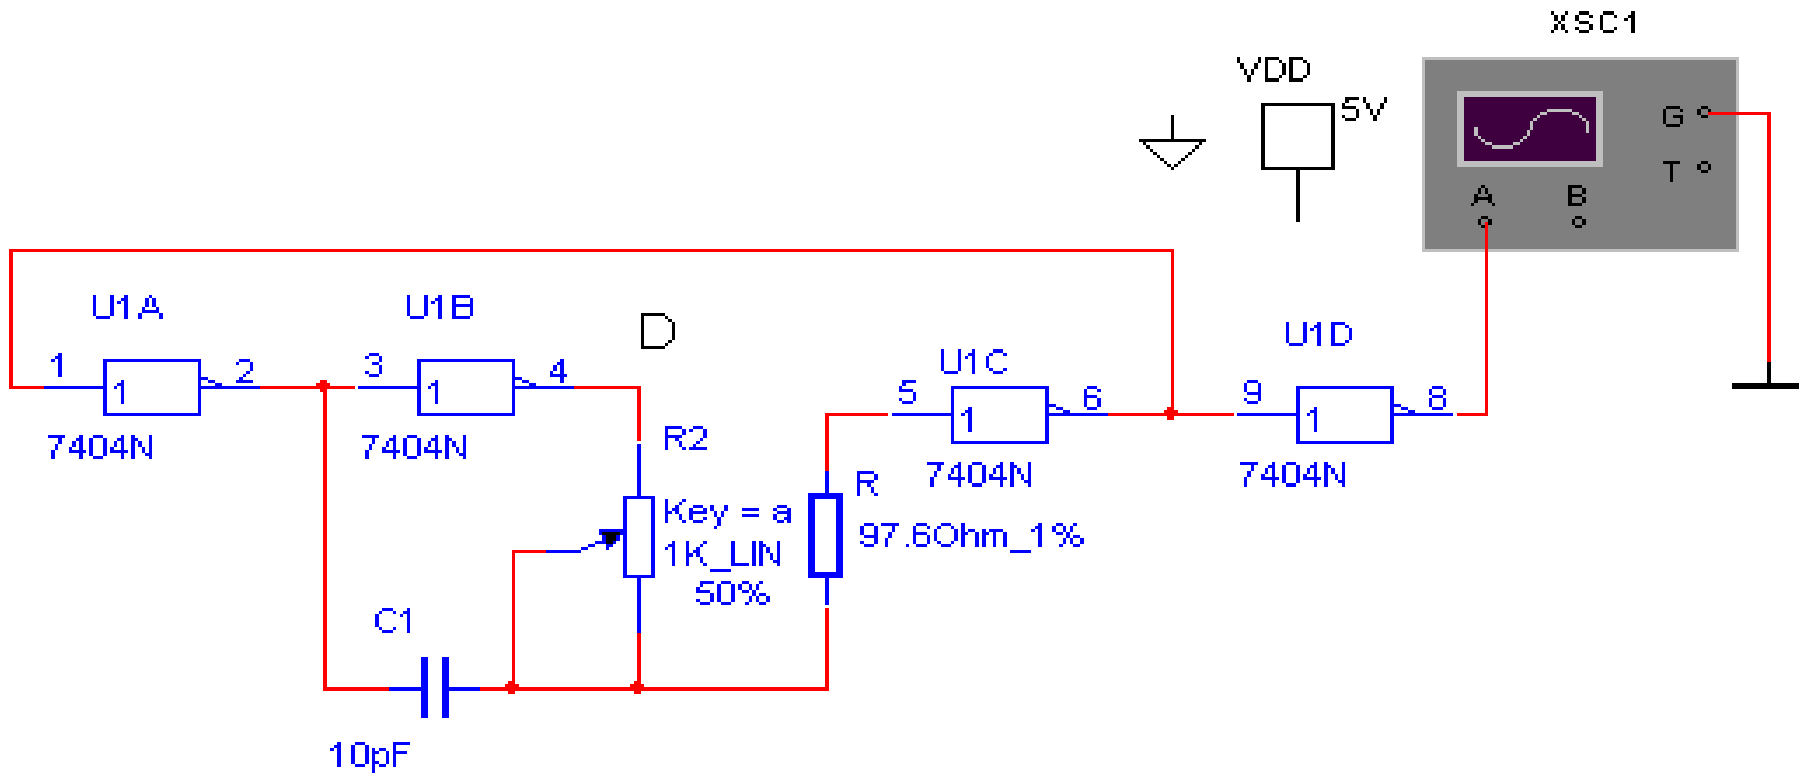 XSC1
VDD
5V
G
T
A
B
U1A
U1B
D
U1D
U1C
1
1
2
3
1
4
5
1
6
9
1
8
7404N
7404N
R2
7404N
7404N
R
Key = a
97.6Ohm_1%
1K_LIN
50%
C1
10pF